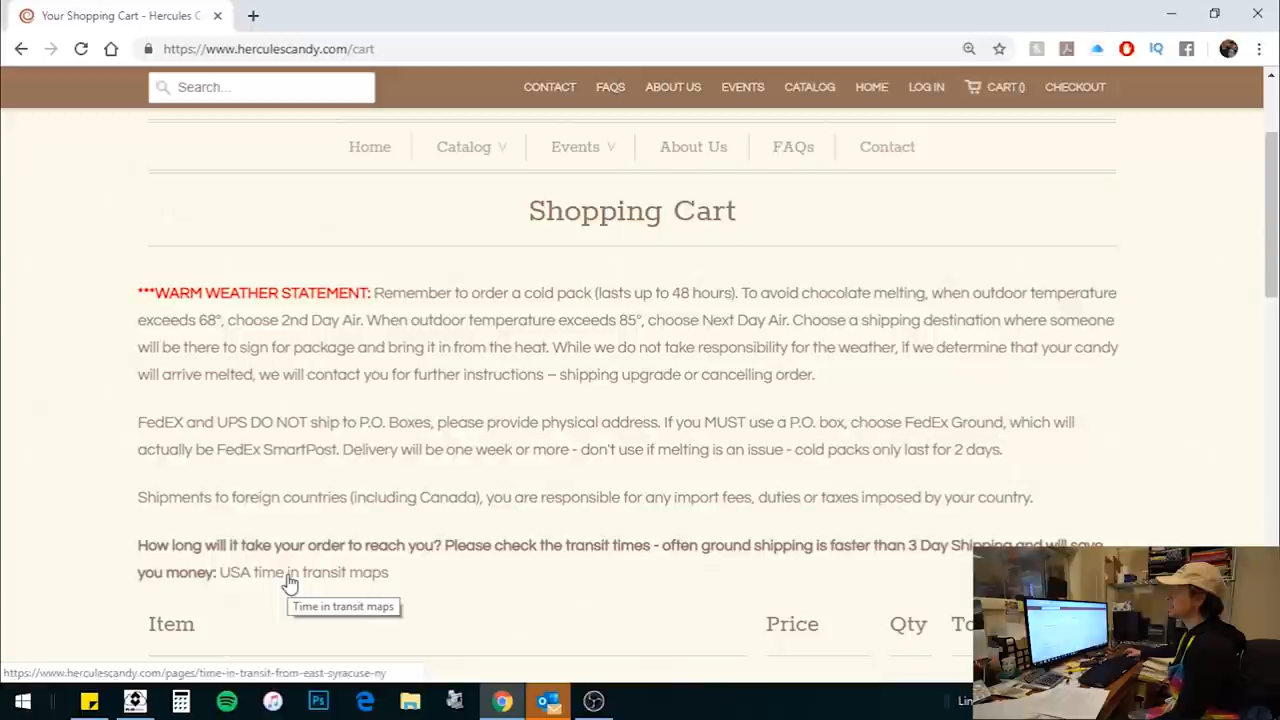 Your Shopping Cart - Hercules C
https://www.herculescandy.com/cart
Search...
CONTACT FAQS ABOUT US EVENTS CATALOG HOME LOG IN CART () CHECKOUT
Home Catalog Events About Us FAQs Contact
Shopping Cart
***WARM WEATHER STATEMENT: Remember to order a cold pack (lasts up to 48 hours). To avoid chocolate melting, when outdoor temperature
exceeds 68°, choose 2nd Day Air. When outdoor temperature exceeds 85°, choose Next Day Air. Choose a shipping destination where someone
will be there to sign for package and bring it in from the heat. While we do not take responsibility for the weather, if we determine that your candy
will arrive melted, we will contact you for further instructions – shipping upgrade or cancelling order.
FedEX and UPS DO NOT ship to P.O. Boxes, please provide physical address. If you MUST use a P.O. box, choose FedEx Ground, which will
actually be FedEx SmartPost. Delivery will be one week or more - don't use if melting is an issue - cold packs only last for 2 days.
Shipments to foreign countries (including Canada), you are responsible for any import fees, duties or taxes imposed by your country.
How long will it take your order to reach you? Please check the transit times - often ground shipping is faster than 3 Day Shipping and will save
you money: USA time in transit maps
Time in transit maps
Item Price Qty To
https://www.herculescandy.com/pages/time-in-transit-from-east-syracuse-ny
IQ
Ps
Lin